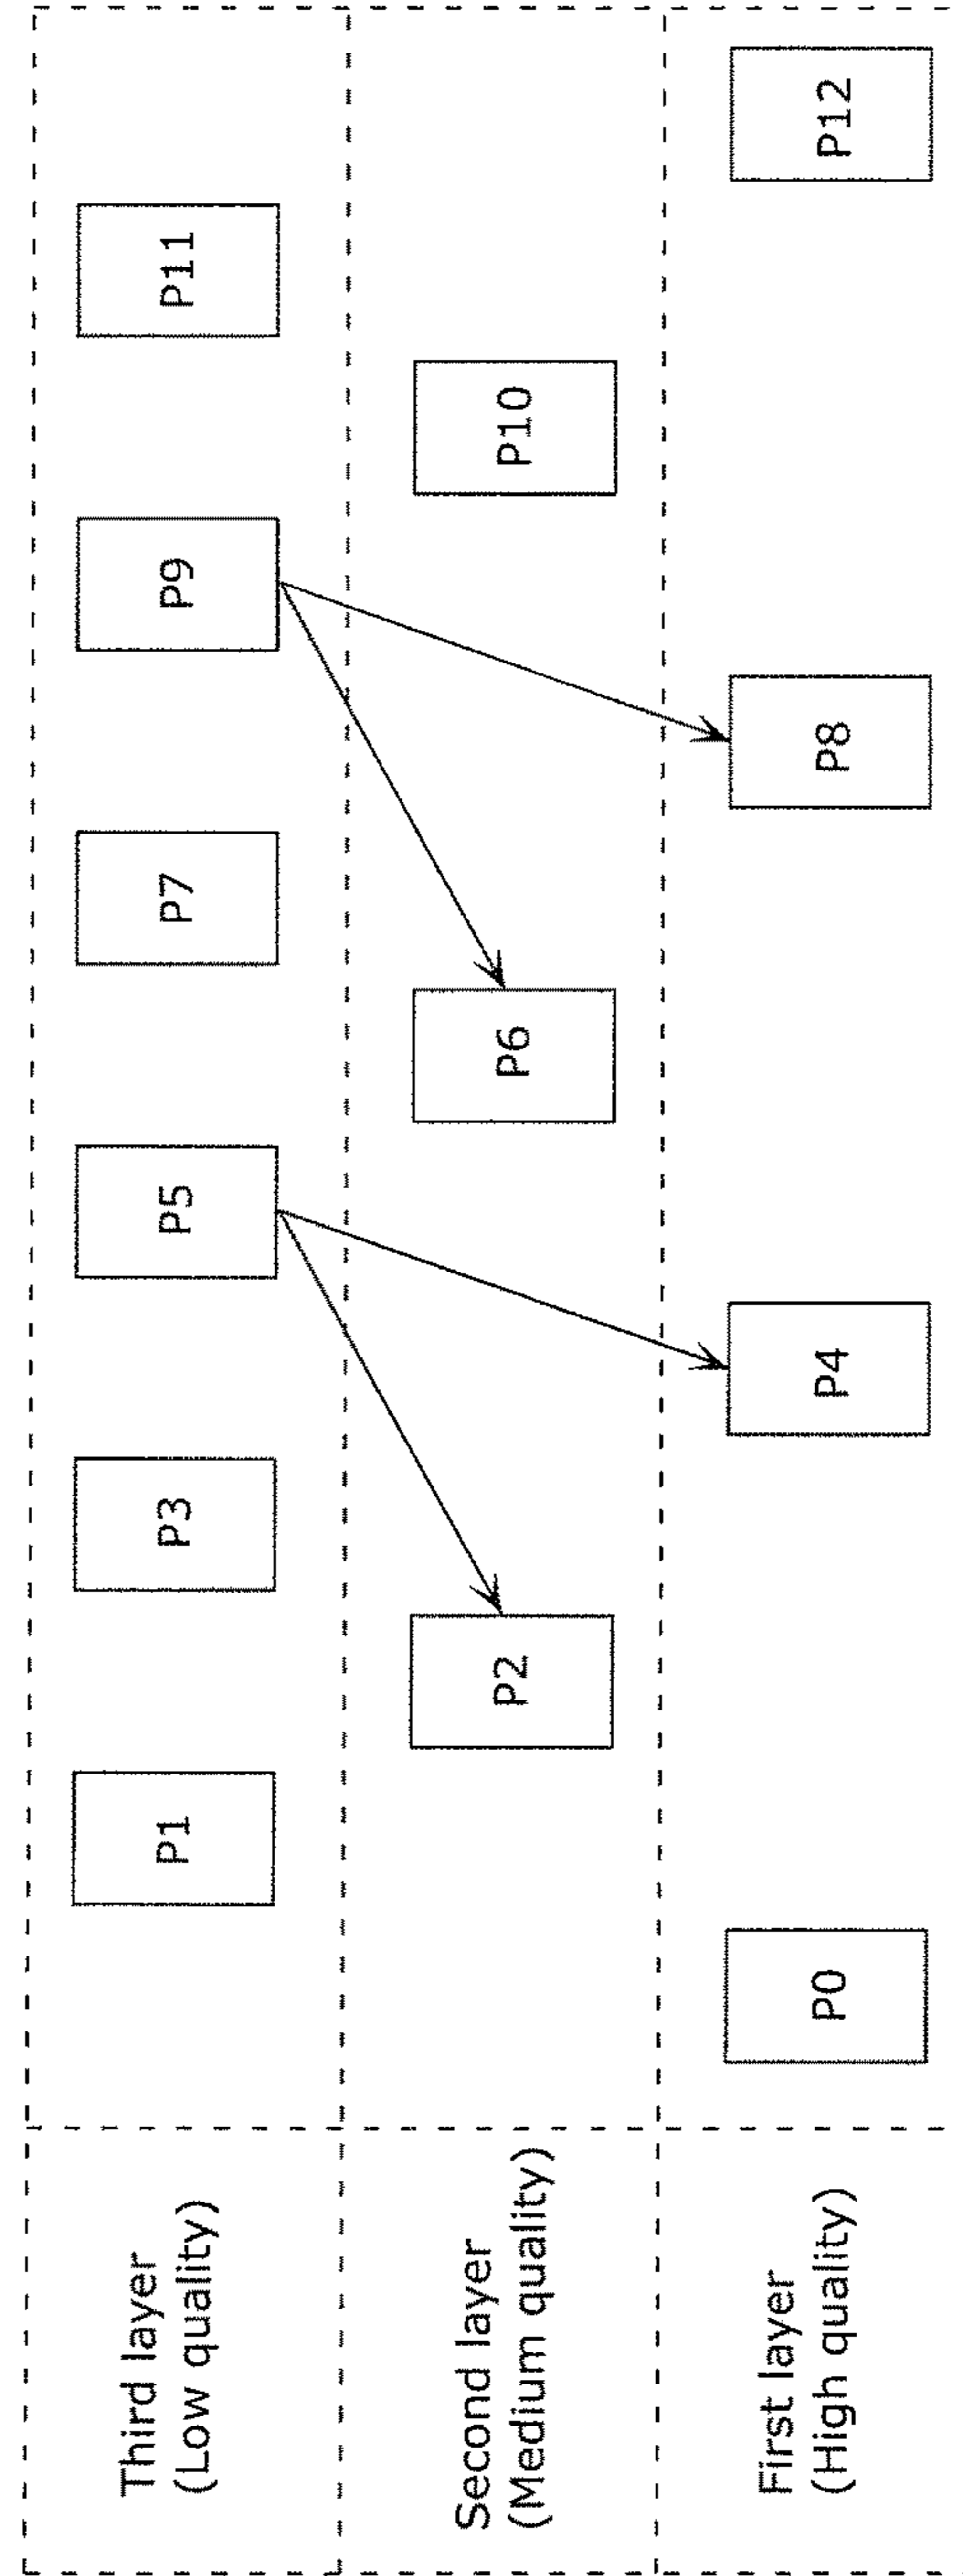 Third layer
(Low quality)
P1
P3
P5
P7
P9
P11
Second layer
(Medium quality)
P2
P6
P10
First layer
(High quality)
P0
P4
P8
P12